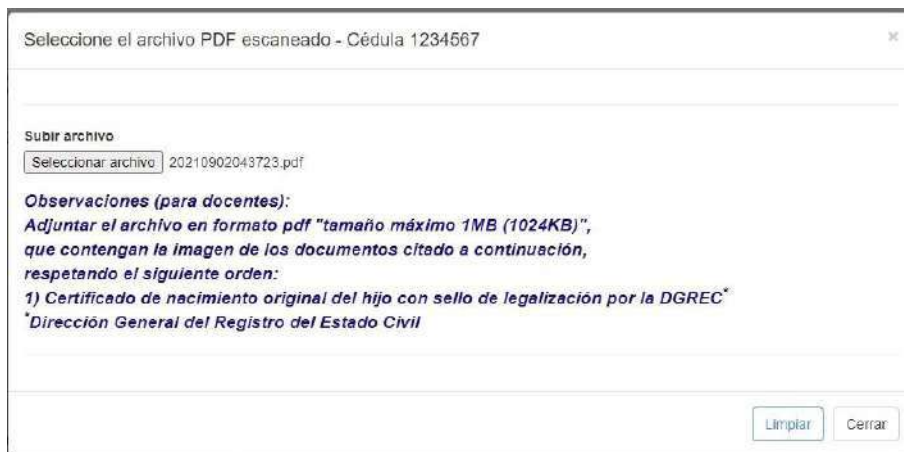 Seleccione el archivo PDF escaneado - Cédula 1234567
×
Subir archivo
Seleccionar archivo 20210902043723.pdf
Observaciones (para docentes):
Adjuntar el archivo en formato pdf "tamaño máximo 1MB (1024KB)",
que contengan la imagen de los documentos citado a continuación,
respetando el siguiente orden:
1) Certificado de nacimiento original del hijo con sello de legalización por la DGREC*
*Dirección General del Registro del Estado Civil
Limpiar Cerrar